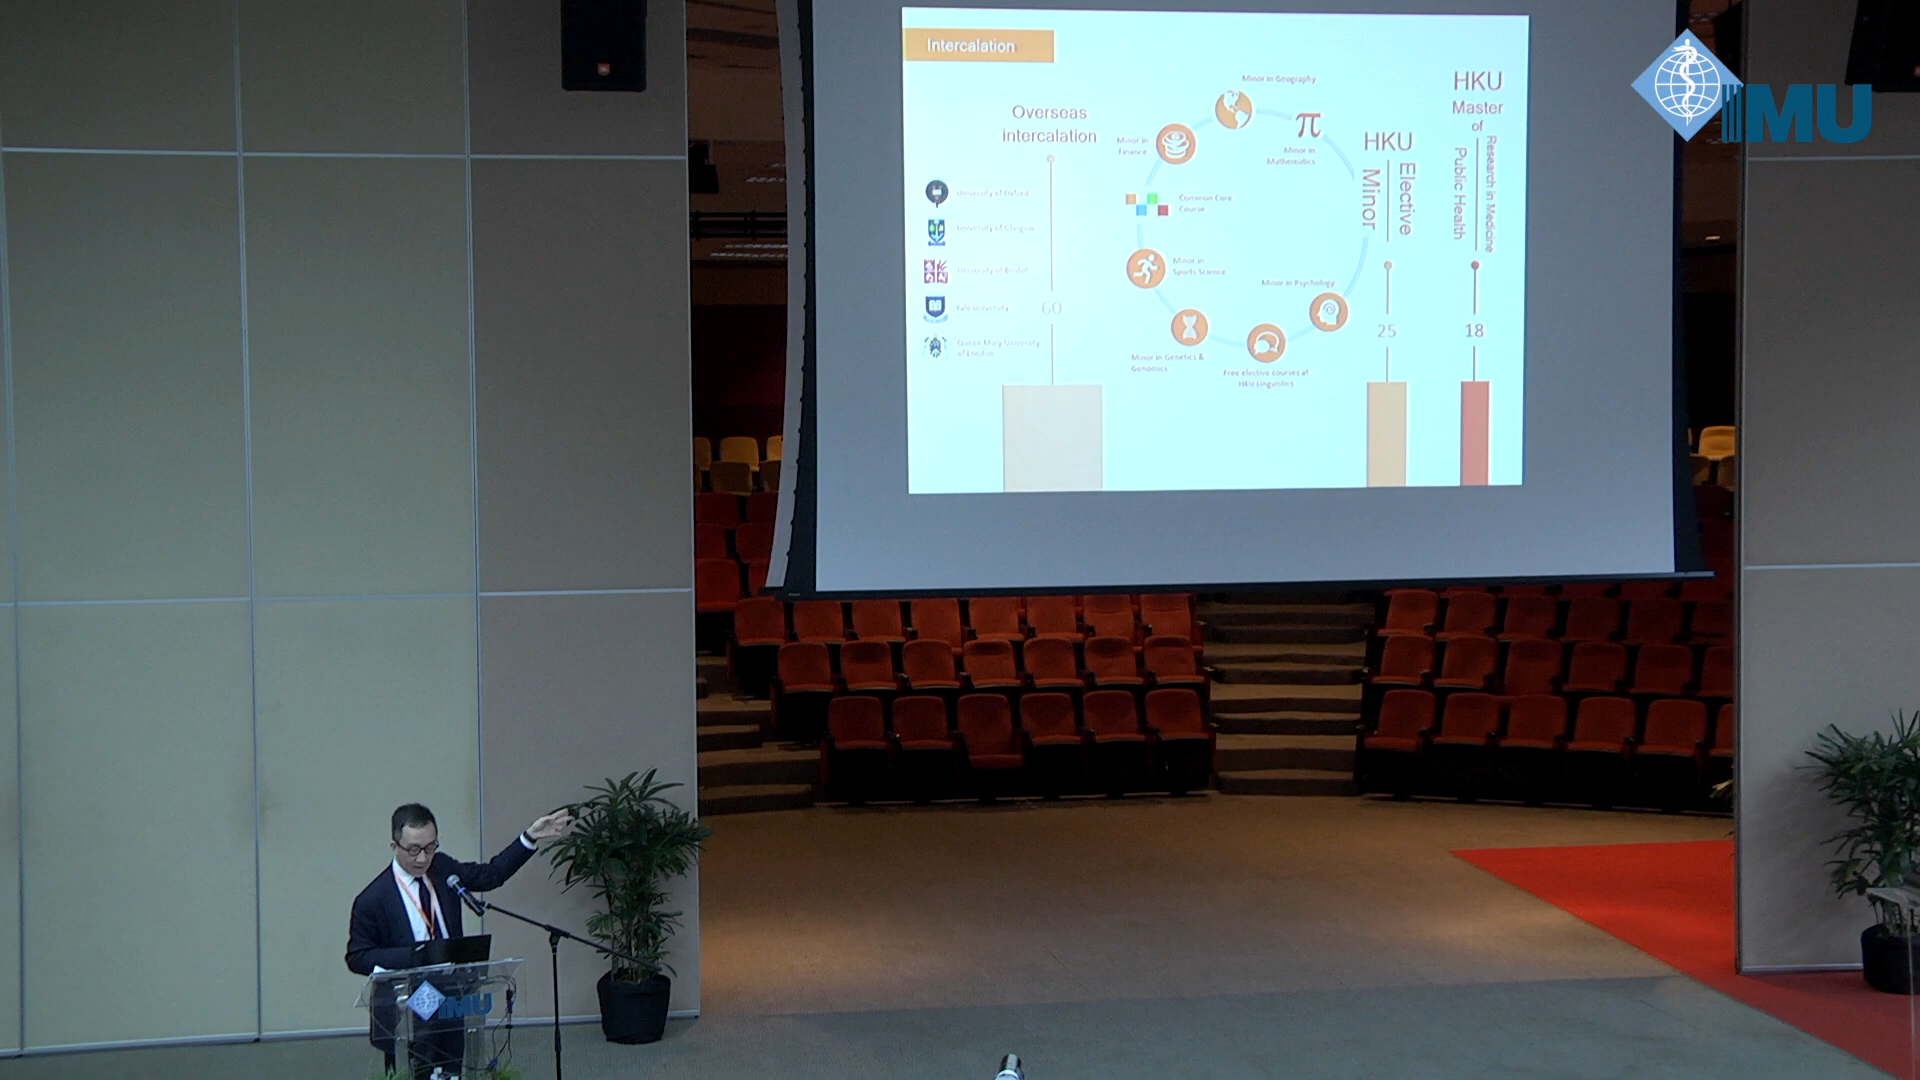 Intercalation
Overseas
intercalation
University of Oxford
University of Glasgow
University of Bristol
Yale University
Queen Mary University
of London
60
Minor in Geography
Minor in
Finance
π
Minor in
Mathematics
Common Core
Course
Minor in
Sports Science
Minor in Genetics &
Genomics
Free elective courses at
HKU Linguistics
Minor in Psychology
HKU
Minor
Elective
25
HKU
Master
of
Public Health
Research in Medicine
18
IMU
IMU